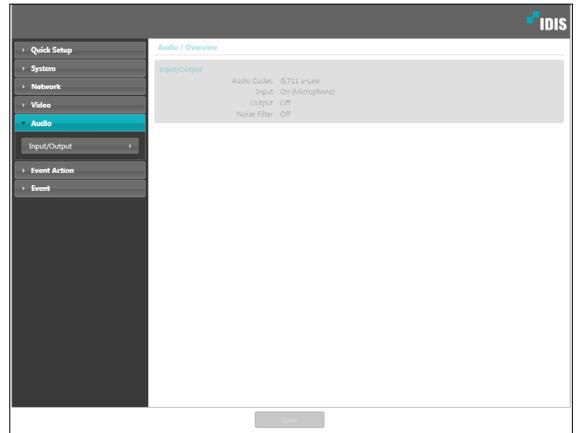 IDIS
Quick Setup
System
Network
Video
Audio
Input/Output
Event Action
Event
Audio / Overview
Input/Output
Audio Codec G.711 u-Law
Input On (Microphone)
Output Off
Noise Filter Off
Save